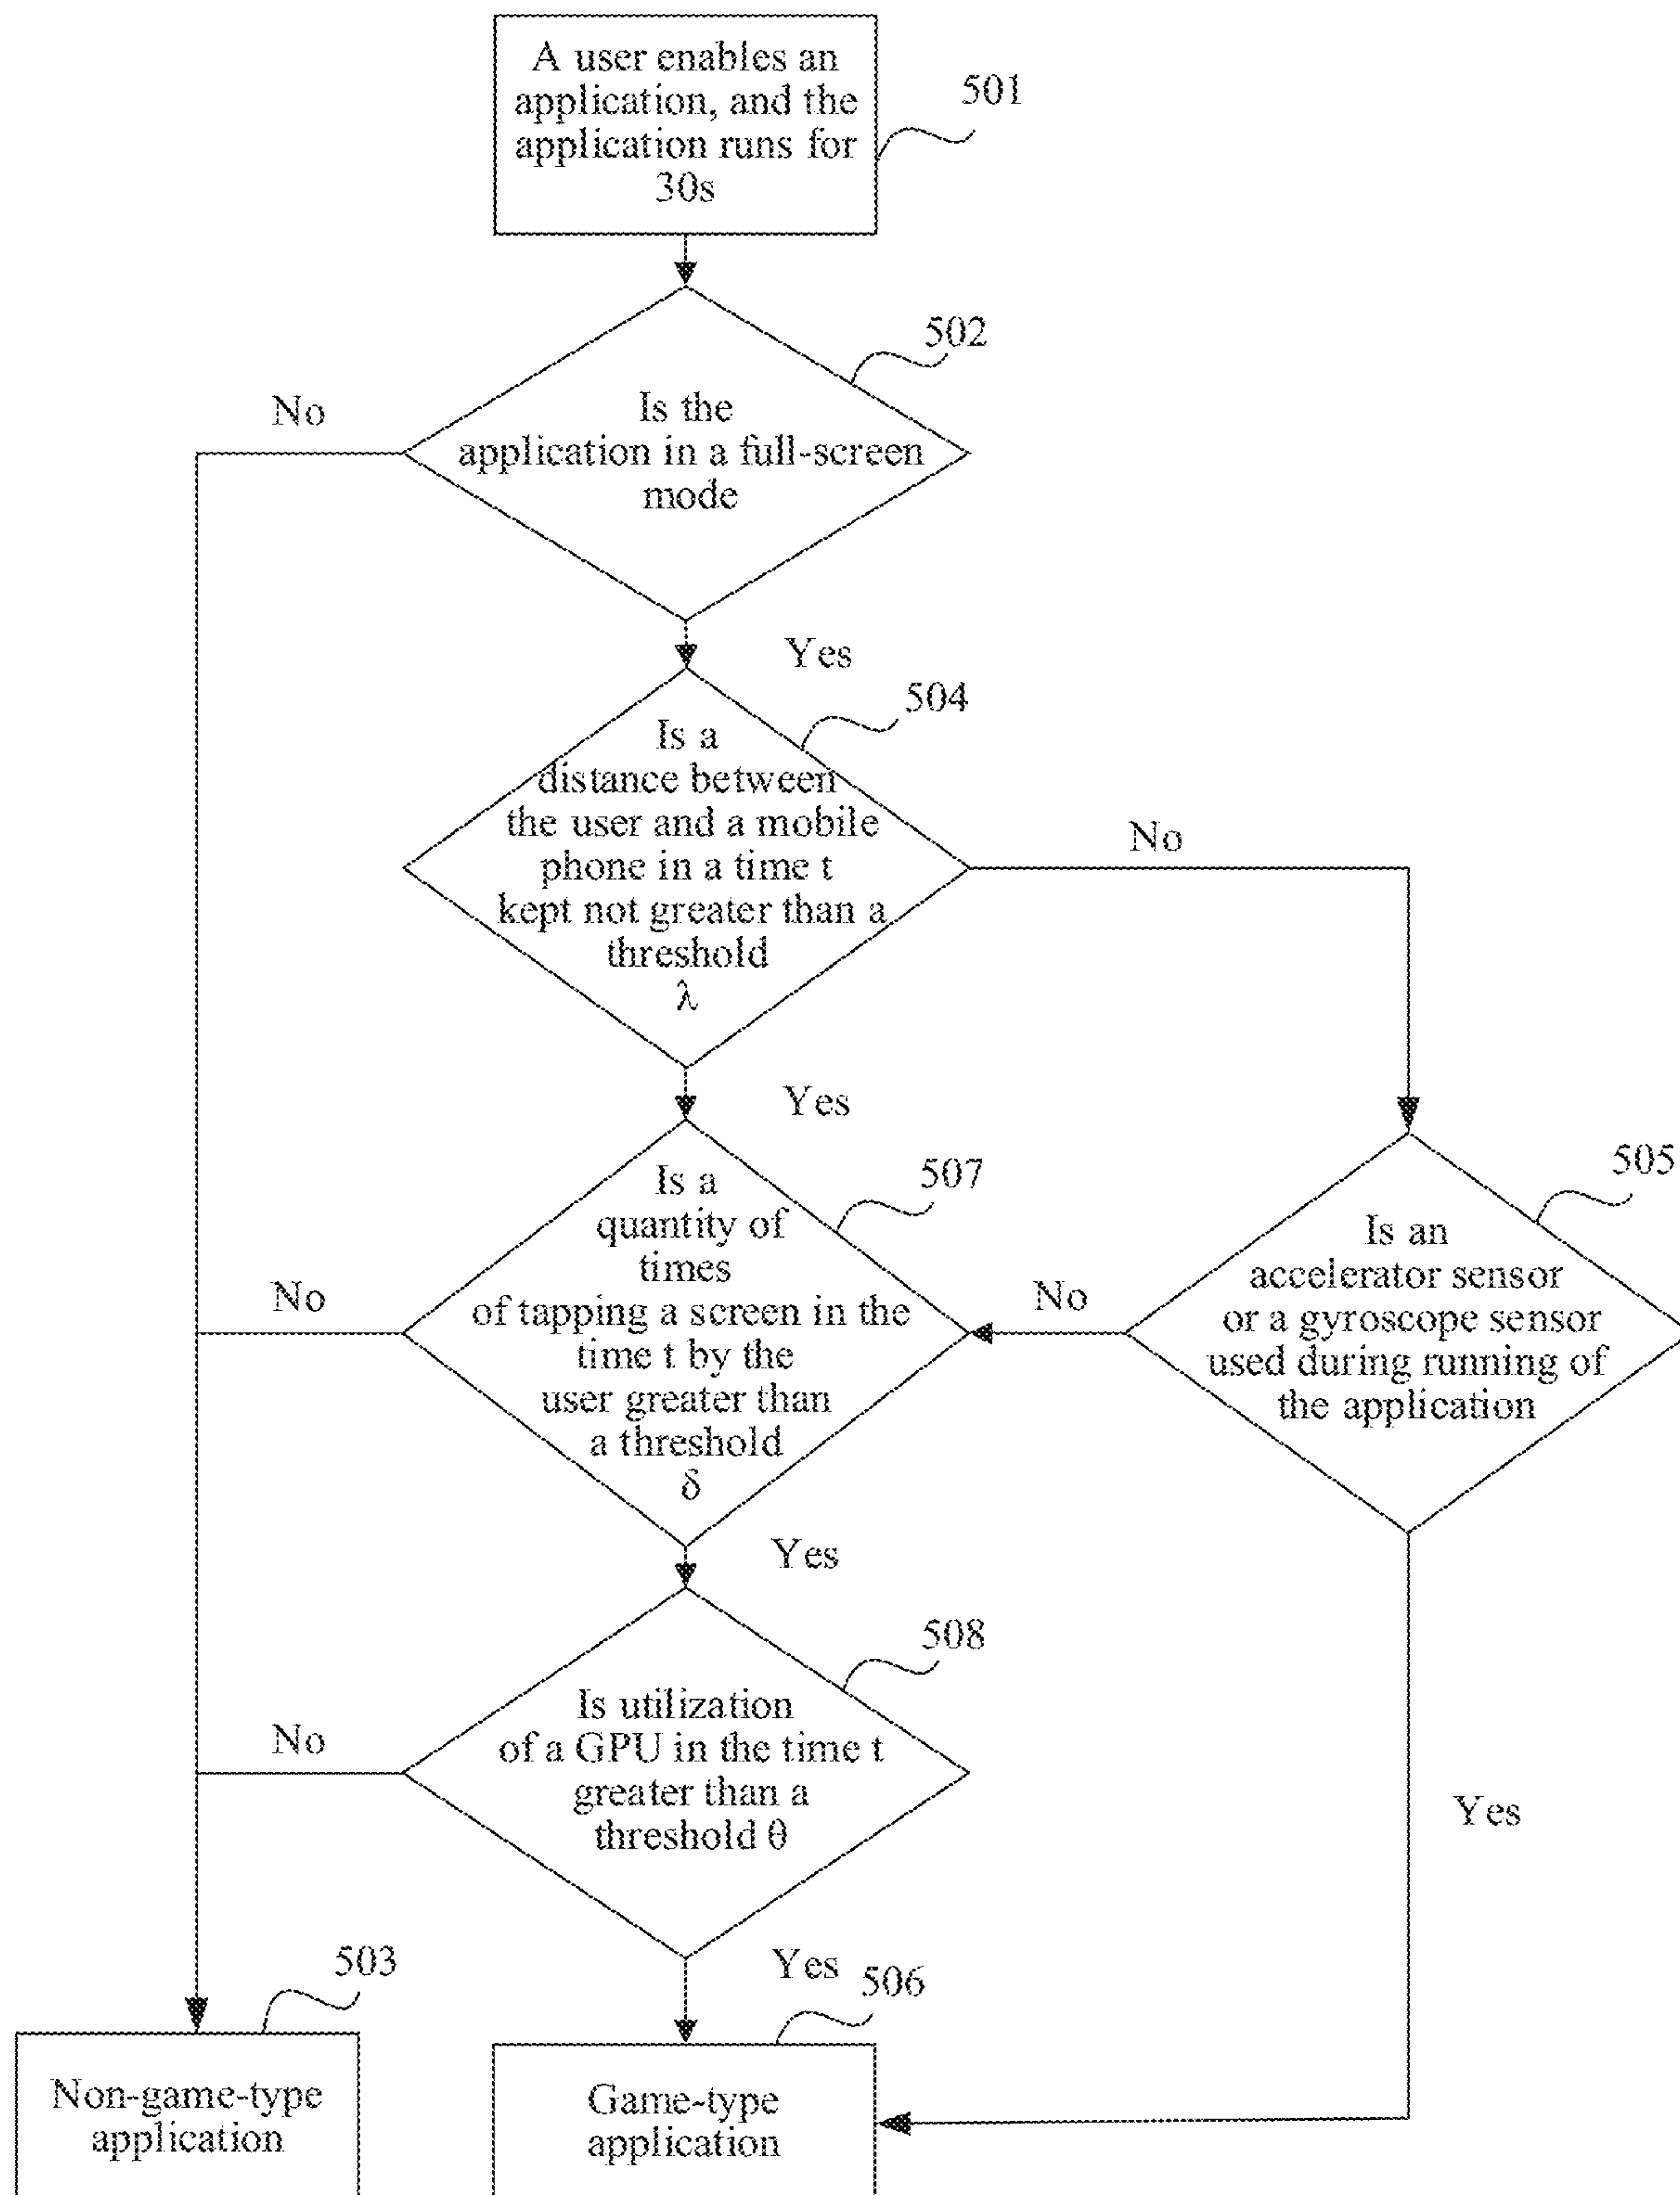 A user enables an
application, and the
application runs for
30s
501
502
No
Is the
application in a full-screen
mode
Yes
504
Is a
distance between
the user and a mobile
phone in a time t
kept not greater than a
threshold
λ
No
Yes
507
505
Is a
quantity of
times
of tapping a screen in the
time t by the
user greater than
a threshold
δ
No
No
Is an
accelerator sensor
or a gyroscope sensor
used during running of
the application
Yes
508
Is utilization
of a GPU in the time t
greater than a
threshold θ
No
Yes
Yes
503
506
Non-game-type
application
Game-type
application